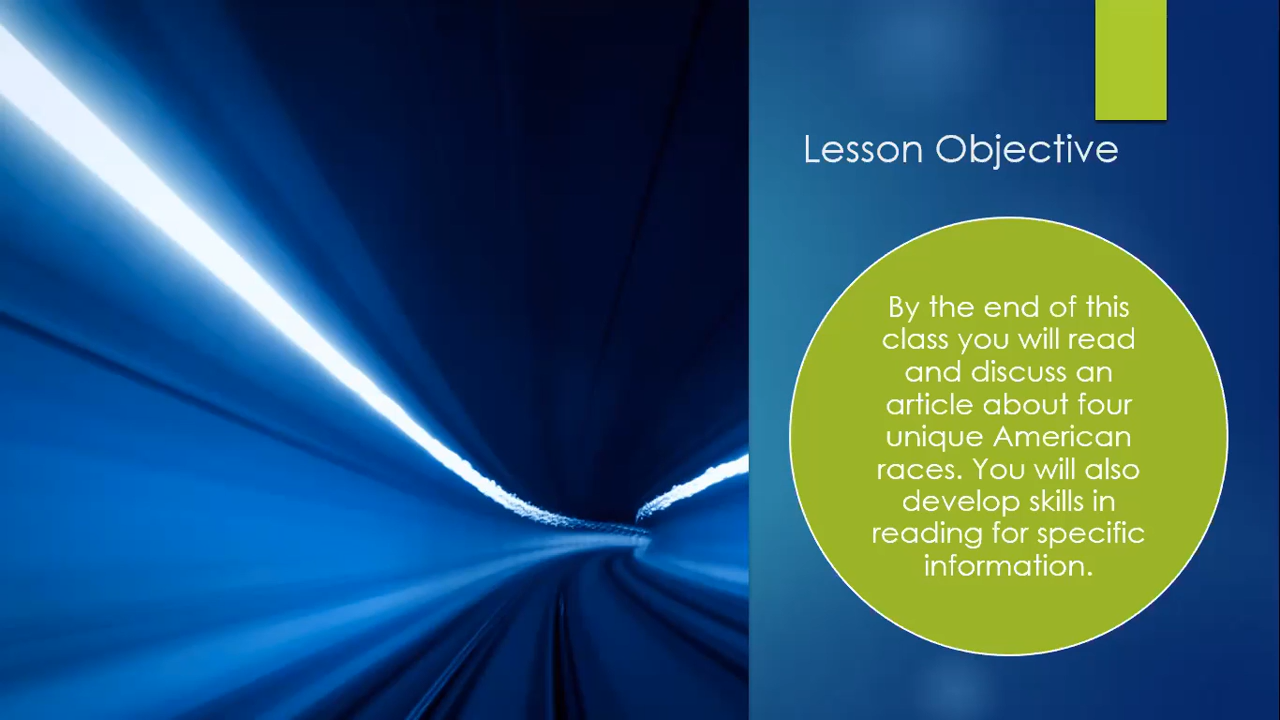 Lesson Objective
By the end of this
class you will read
and discuss an
article about four
unique American
races. You will also
develop skills in
reading for specific
information.